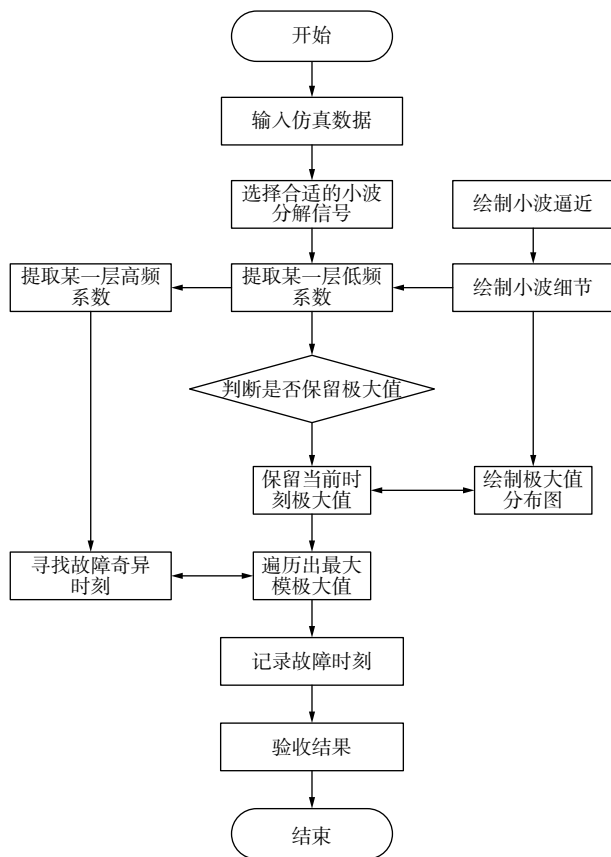 开始
输入仿真数据
选择合适的小波
分解信号
绘制小波逼近
提取某一层高频
系数
提取某一层低频
系数
绘制小波细节
判断是否保留极大值
保留当前时
刻极大值
绘制极大值
分布图
寻找故障奇异
时刻
遍历出最大
模极大值
记录故障时刻
验收结果
结束